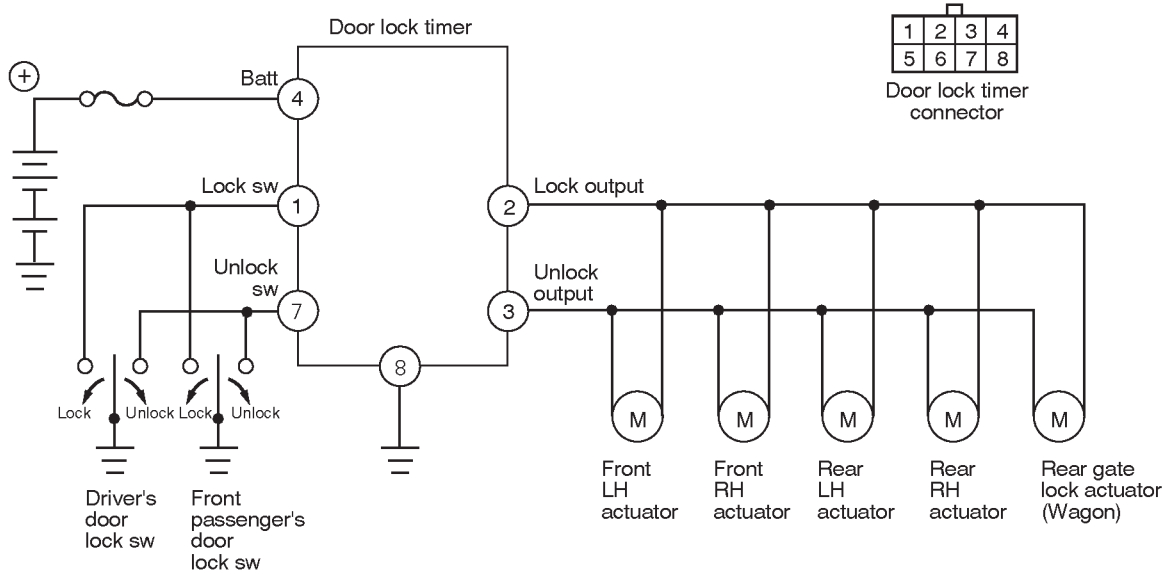 Door lock timer
1 2 3 4
5 6 7 8
Door lock timer
connector
+
Batt
4
Lock sw
1
2
Lock output
Unlock
sw
7
3
Unlock
output
8
Lock
Unlock
Lock
Unlock
M
M
M
M
M
Driver's
door
lock sw
Front
passenger's
door
lock sw
Front
LH
actuator
Front
RH
actuator
Rear
LH
actuator
Rear
RH
actuator
Rear gate
lock actuator
(Wagon)